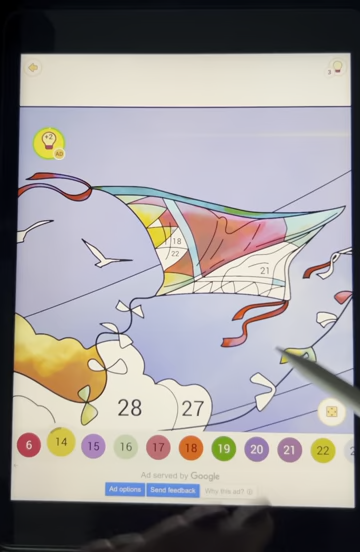 3
+2
AD
18
22
21
28 27
6 14 15 16 17 18 19 20 21 22
Ad served by Google
Ad options Send feedback Why this ad?